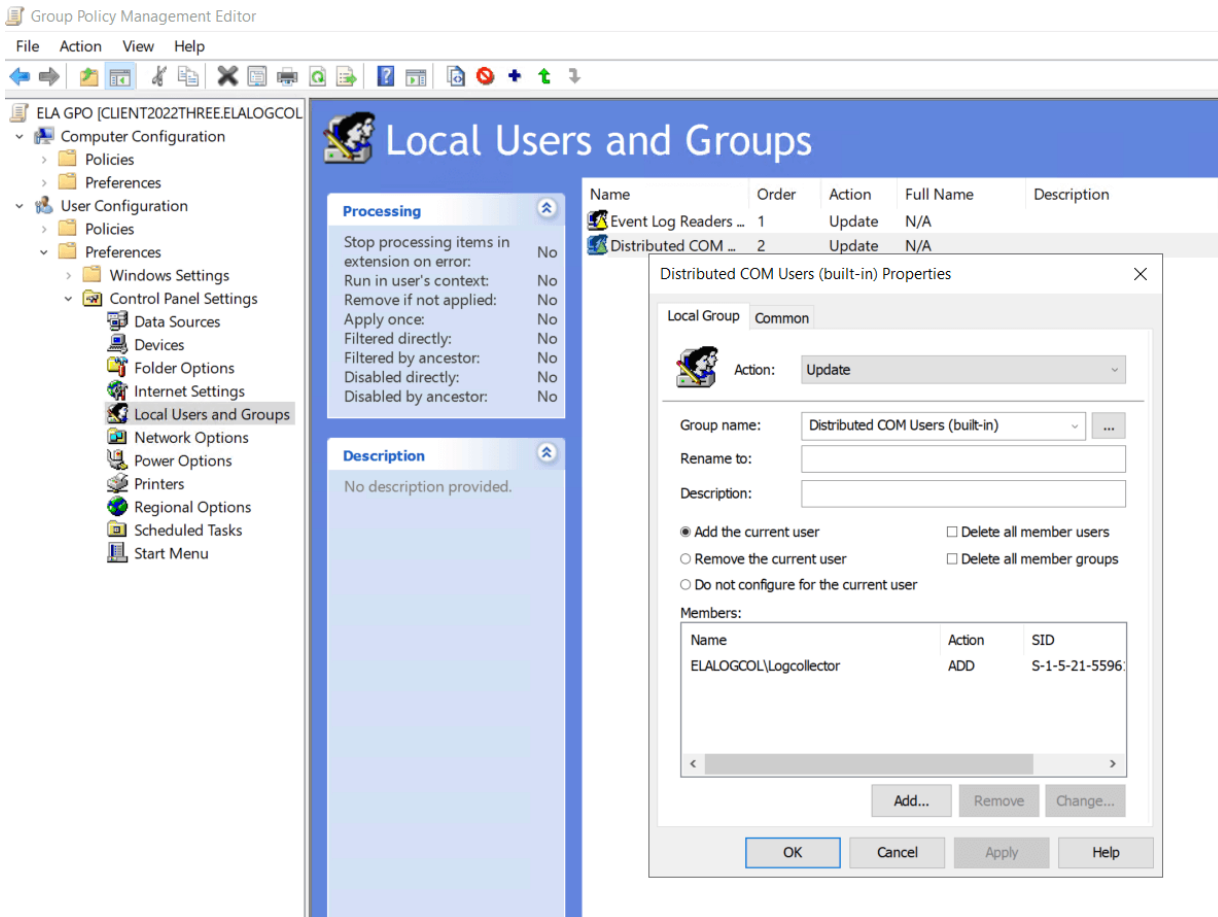 Group Policy Management Editor
File Action View Help
ELA GPO [CLIENT2022THREE.ELALOGCOL
Computer Configuration
Policies
Preferences
User Configuration
Policies
Preferences
Windows Settings
Control Panel Settings
Data Sources
Devices
Folder Options
Internet Settings
Local Users and Groups
Network Options
Power Options
Printers
Regional Options
Scheduled Tasks
Start Menu
Local Users and Groups
Processing
Stop processing items in
extension on error: No
Run in user's context: No
Remove if not applied: No
Apply once: No
Filtered directly: No
Filtered by ancestor: No
Disabled directly: No
Disabled by ancestor: No
Description
No description provided.
Name Order Action Full Name Description
Event Log Readers ... 1 Update N/A
Distributed COM ... 2 Update N/A
Distributed COM Users (built-in) Properties
Local Group Common
Action: Update
Group name: Distributed COM Users (built-in) ...
Rename to:
Description:
Add the current user Delete all member users
Remove the current user Delete all member groups
Do not configure for the current user
Members:
Name Action SID
ELALOGCOL\Logcollector ADD S-1-5-21-5596
Add... Remove Change...
OK Cancel Apply Help